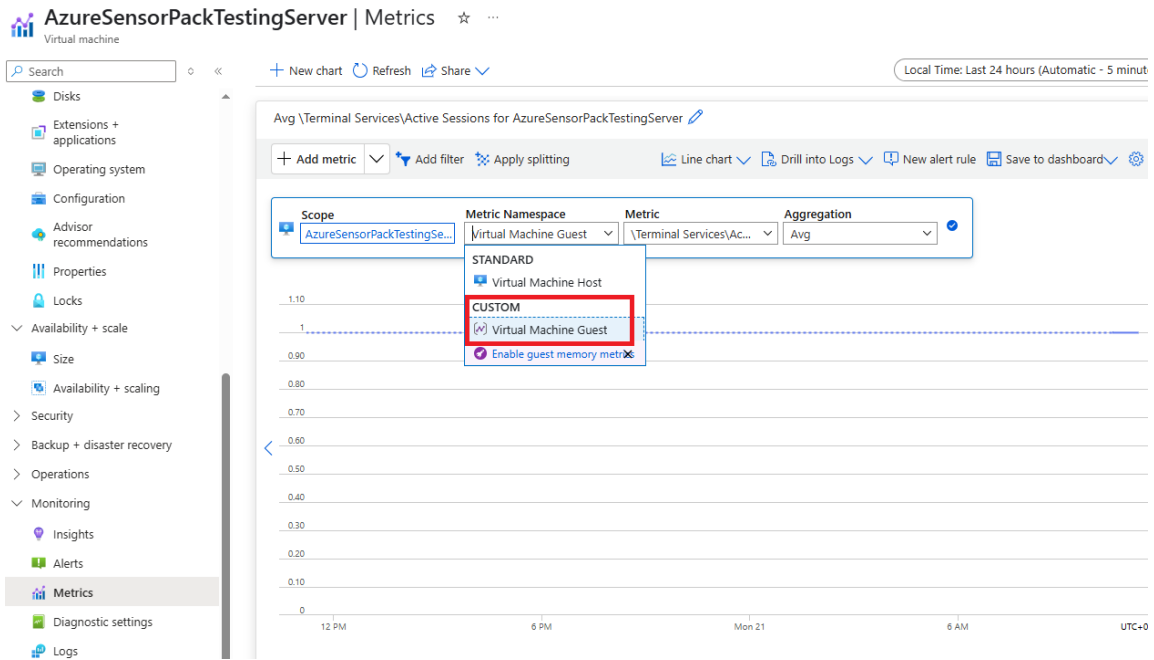 AzureSensorPackTestingServer | Metrics ☆ ...
Virtual machine
Search
Disks
Extensions +
applications
Operating system
Configuration
Advisor
recommendations
Properties
Locks
Availability + scale
Size
Availability + scaling
Security
Backup + disaster recovery
Operations
Monitoring
Insights
Alerts
Metrics
Diagnostic settings
Logs
New chart Refresh Share
Local Time: Last 24 hours (Automatic - 5 minut
Avg \Terminal Services\Active Sessions for AzureSensorPackTestingServer
Add metric Add filter Apply splitting Line chart Drill into Logs New alert rule Save to dashboard
Scope Metric Namespace Metric Aggregation
AzureSensorPackTestingSe... Virtual Machine Guest \Terminal Services\Ac... Avg
STANDARD
Virtual Machine Host
CUSTOM
Virtual Machine Guest
Enable guest memory metrics
1.10
1
0.90
0.80
0.70
0.60
0.50
0.40
0.30
0.20
0.10
0
12 PM 6 PM Mon 21 6 AM UTC+0